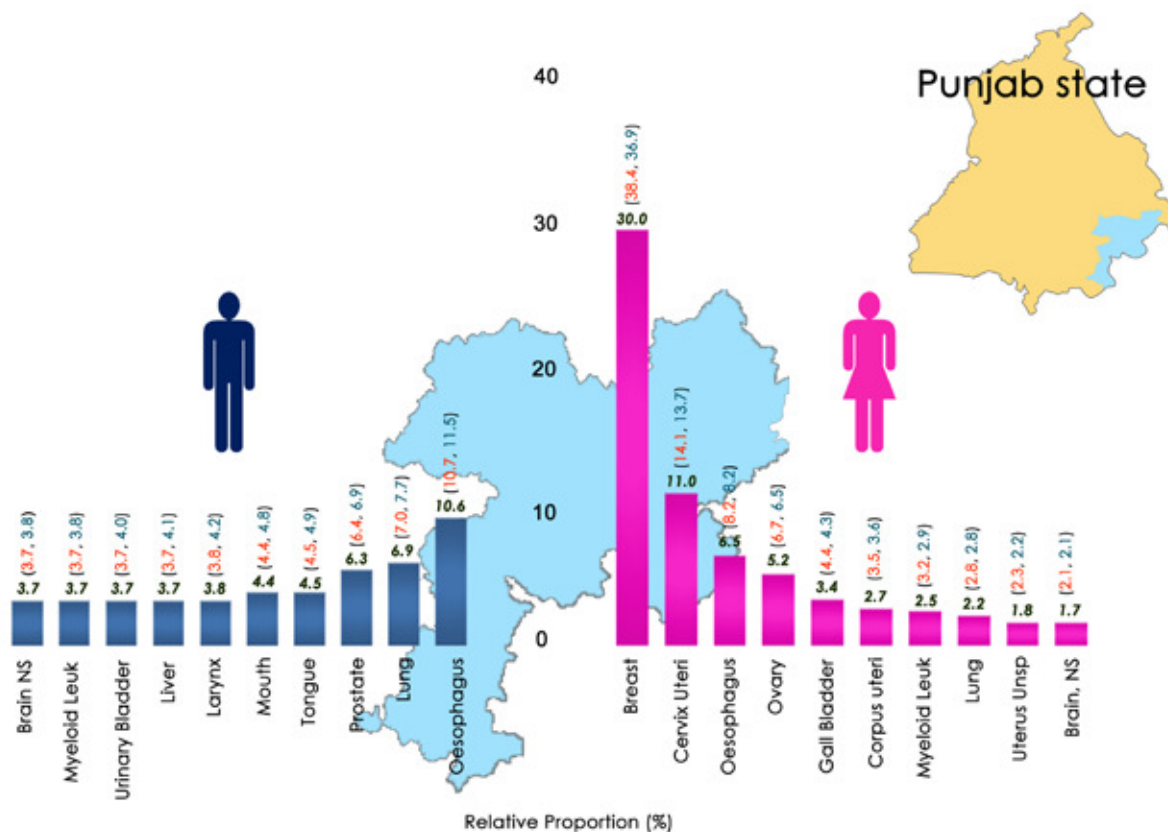 Punjab state
40
30
20
10
0
3.7 (3.7, 3.8)
3.7 (3.7, 3.8)
3.7 (3.7, 4.0)
3.7 (3.7, 4.1)
3.8 (3.8, 4.2)
4.4 (4.4, 4.8)
4.5 (4.5, 4.9)
6.3 (6.4, 6.9)
6.9 (7.0, 7.7)
10.6 (10.7, 11.5)
30.0 (38.4, 36.9)
11.0 (14.1, 13.7)
6.5 (8.2, 8.2)
5.2 (6.7, 6.5)
3.4 (4.4, 4.3)
2.7 (3.5, 3.6)
2.5 (3.2, 2.9)
2.2 (2.8, 2.8)
1.8 (2.3, 2.2)
1.7 (2.1, 2.1)
Brain NS
Myeloid Leuk
Urinary Bladder
Liver
Larynx
Mouth
Tongue
Prostate
Lung
Oesophagus
Breast
Cervix Uteri
Oesophagus
Ovary
Gall Bladder
Corpus uteri
Myeloid Leuk
Lung
Uterus Unsp
Brain, NS
Relative Proportion (%)